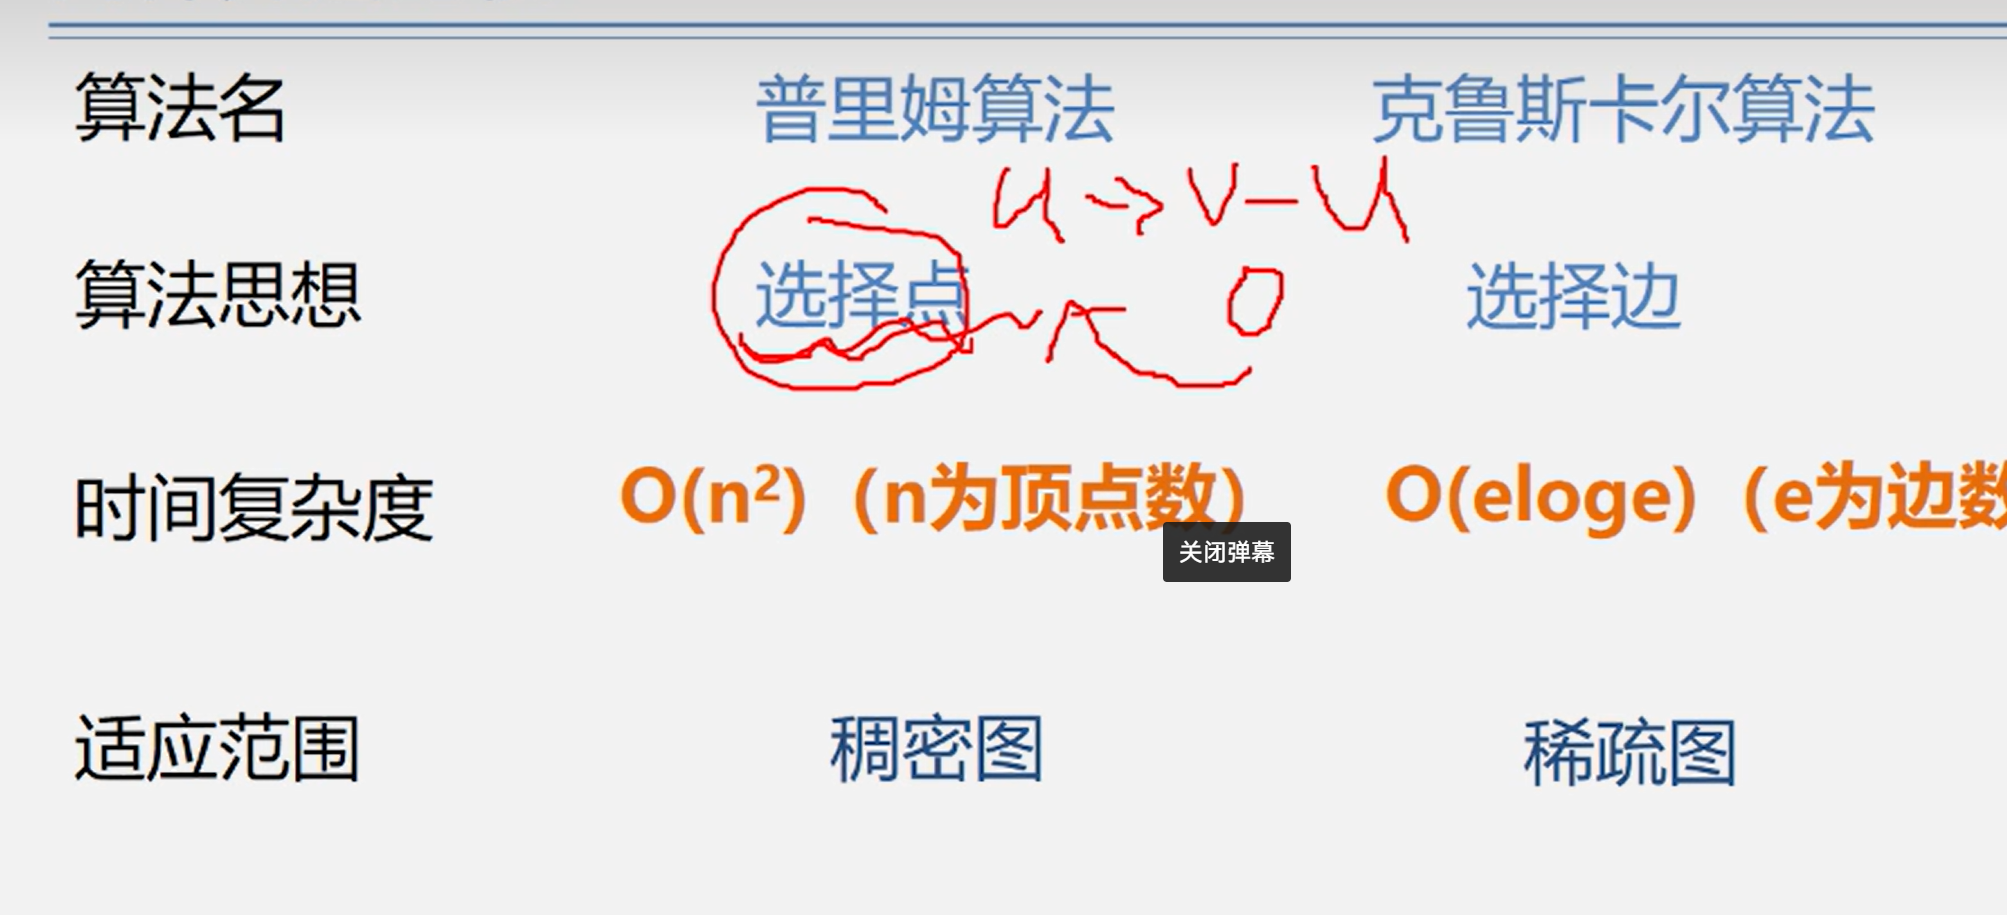 算法名 普里姆算法 克鲁斯卡尔算法
U → V – U
算法思想 选择点 选择边
时间复杂度 O(n²)（n为顶点数） O(eloge)（e为边数
关闭弹幕
适应范围 稠密图 稀疏图